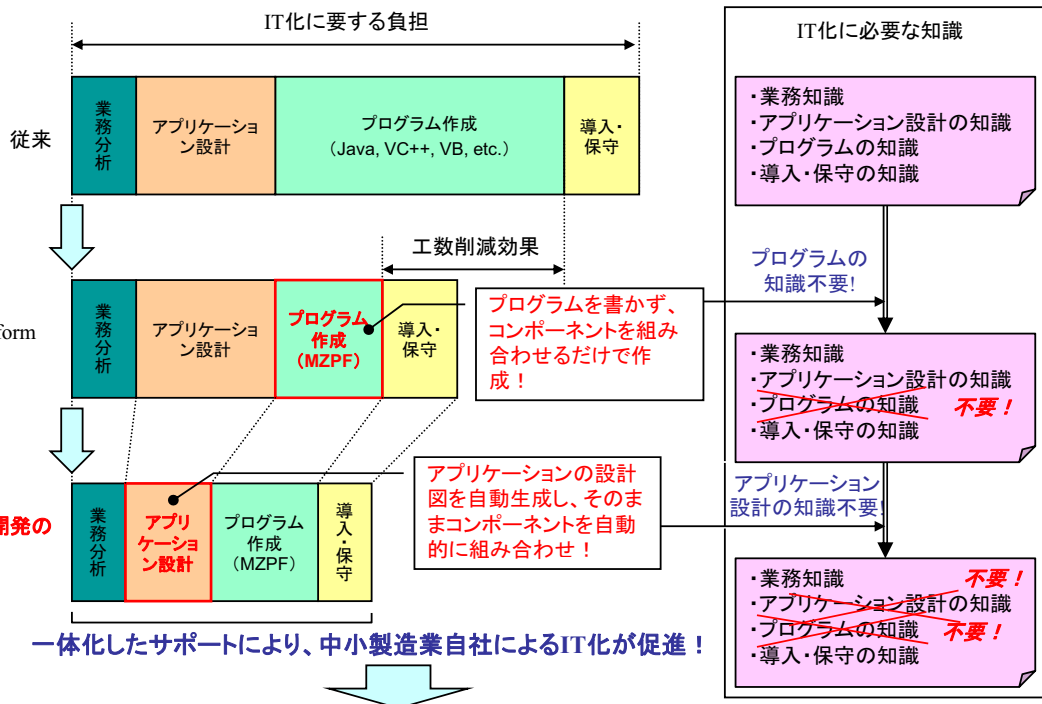 IT化に要する負担
従来
業務分析
アプリケーショ
ン設計
プログラム作成
（Java, VC++, VB, etc.）
導入・
保守
工数削減効果
form
業務分析
アプリケーショ
ン設計
プログラム
作成
（MZPF）
導入・
保守
プログラムを書かず、
コンポーネントを組み
合わせるだけで作
成！
開発の
業務分析
アプリ
ケーショ
ン設計
プログラム
作成
（MZPF）
導入・保守
アプリケーションの設計
図を自動生成し、そのま
まコンポーネントを自動
的に組み合わせ！
一体化したサポートにより、中小製造業自社によるIT化が促進！
IT化に必要な知識
・業務知識
・アプリケーション設計の知識
・プログラムの知識
・導入・保守の知識
プログラムの
知識不要!
・業務知識
・アプリケーション設計の知識
・プログラムの知識 不要！
・導入・保守の知識
アプリケーション
設計の知識不要!
・業務知識 不要！
・アプリケーション設計の知識
・プログラムの知識 不要！
・導入・保守の知識